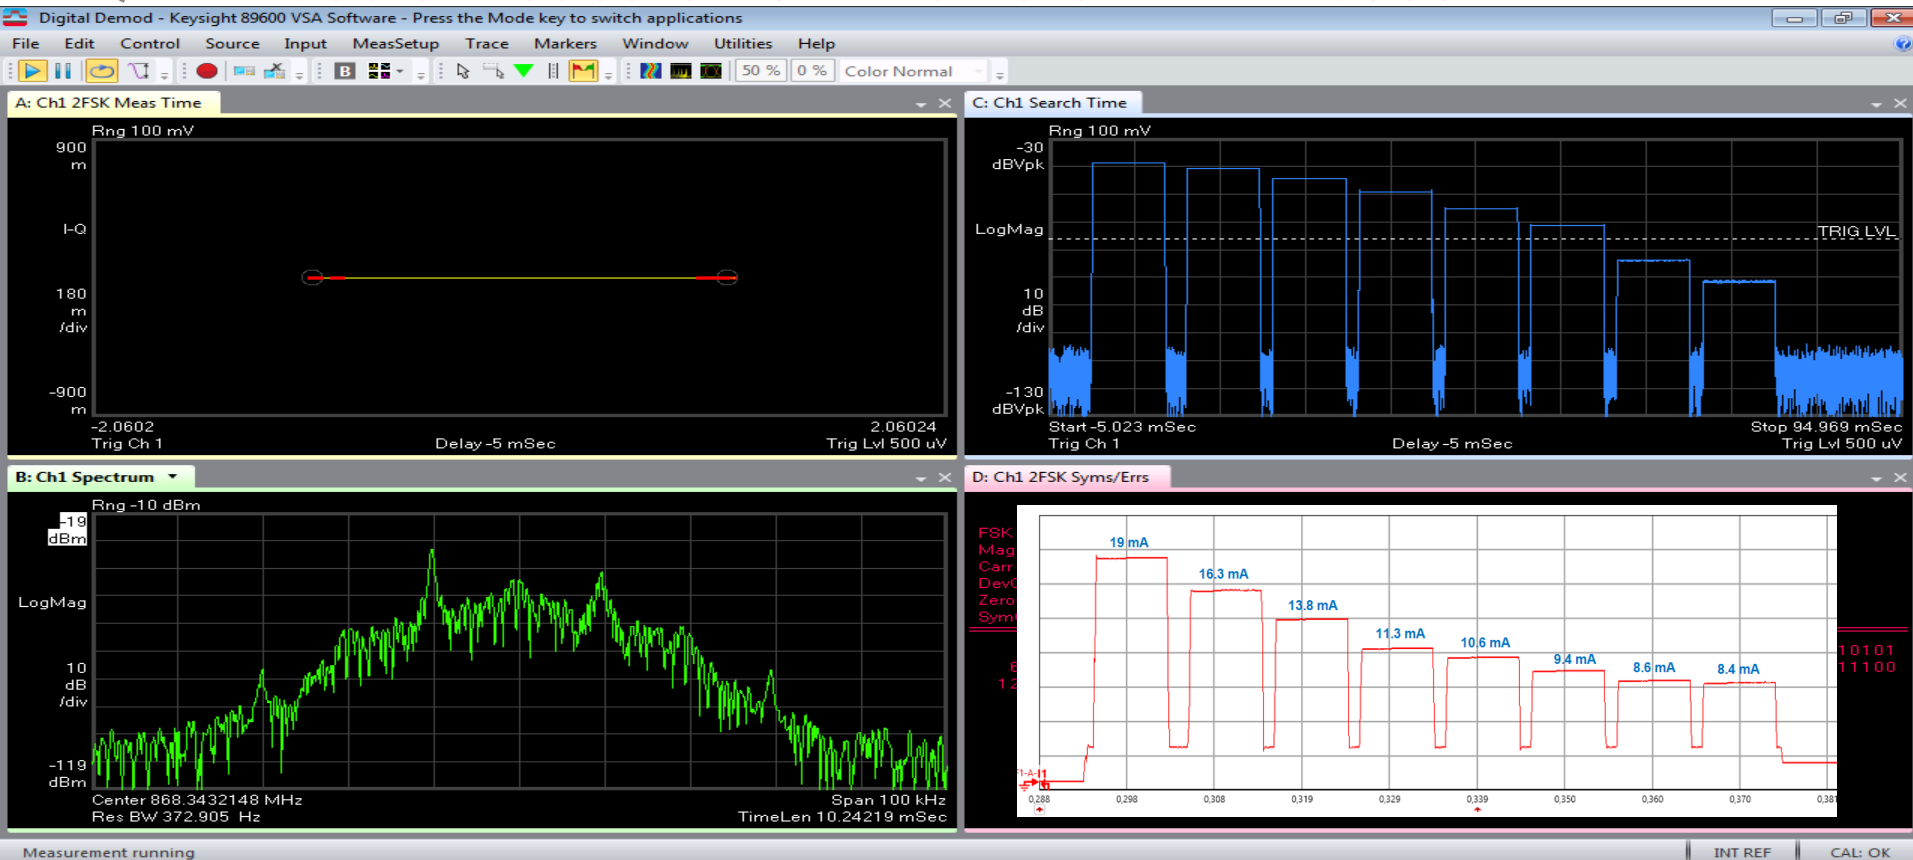 Digital Demod - Keysight 89600 VSA Software - Press the Mode key to switch applications
File Edit Control Source Input MeasSetup Trace Markers Window Utilities Help
B 50 % 0 % Color Normal
A: Ch1 2FSK Meas Time
Rng 100 mV
900
m
I-Q
180
m
/div
-900
m
-2.0602 2.06024
Trig Ch 1 Delay -5 mSec Trig Lvl 500 uV
C: Ch1 Search Time
Rng 100 mV
-30
dBVpk
LogMag
TRIG LVL
10
dB
/div
-130
dBVpk
Start -5.023 mSec Stop 94.969 mSec
Trig Ch 1 Delay -5 mSec Trig Lvl 500 uV
B: Ch1 Spectrum
Rng -10 dBm
-19
dBm
LogMag
10
dB
/div
-119
dBm
Center 868.3432148 MHz Span 100 kHz
Res BW 372.905 Hz TimeLen 10.24219 mSec
D: Ch1 2FSK Syms/Errs
FSK
Mag
Carr
Dev
Zero
Sym
10101
11100
12
19 mA
16.3 mA
13.8 mA
11.3 mA
10.6 mA
9.4 mA
8.6 mA
8.4 mA
0,288 0,298 0,308 0,319 0,329 0,339 0,350 0,360 0,370 0,381
Measurement running INT REF CAL: OK